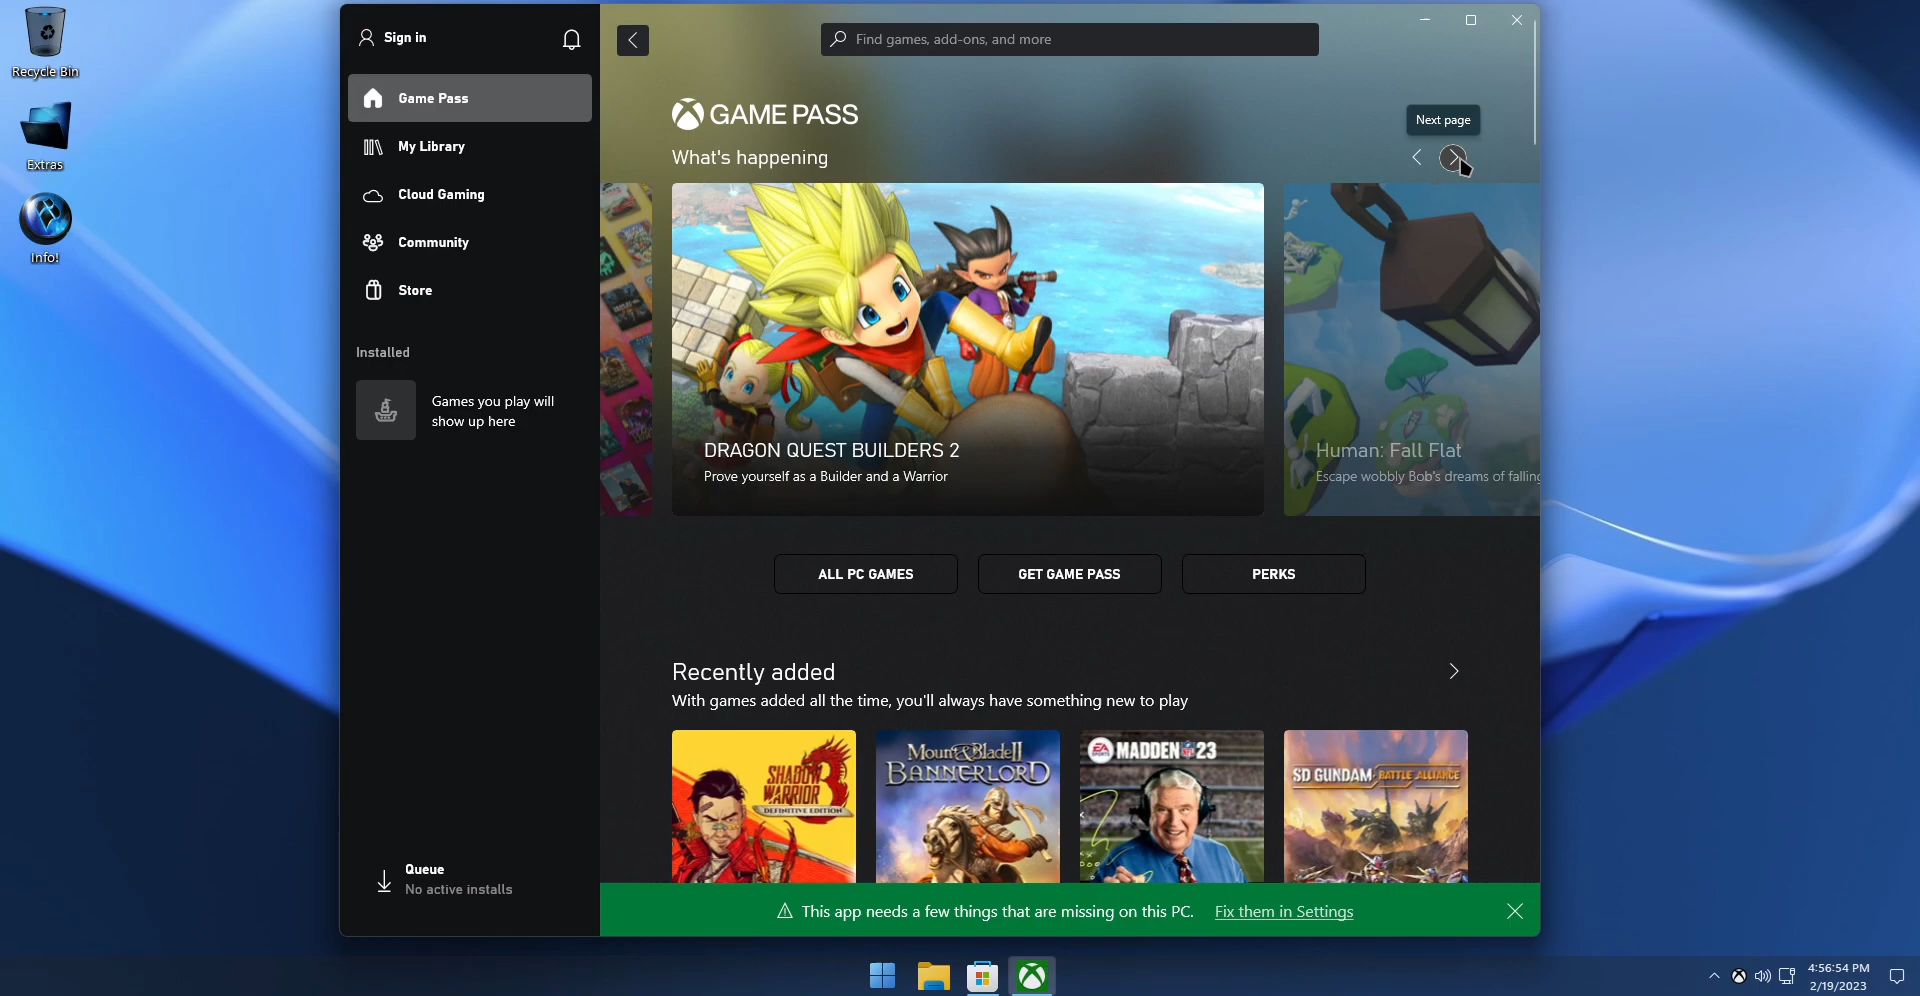 Recycle Bin
Extras
Info!
Sign in
Game Pass
My Library
Cloud Gaming
Community
Store
Installed
Games you play will
show up here
Queue
No active installs
Find games, add-ons, and more
GAME PASS
Next page
What's happening
DRAGON QUEST BUILDERS 2
Prove yourself as a Builder and a Warrior
Human: Fall Flat
Escape wobbly Bob's dreams of falling
ALL PC GAMES
GET GAME PASS
PERKS
Recently added
With games added all the time, you'll always have something new to play
SHADOW
WARRIOR
3
DEFINITIVE EDITION
Mount & Blade II
BANNERLORD
EA
SPORTS
MADDEN NFL 23
SD GUNDAM BATTLE ALLIANCE
This app needs a few things that are missing on this PC. Fix them in Settings
4:56:54 PM
2/19/2023